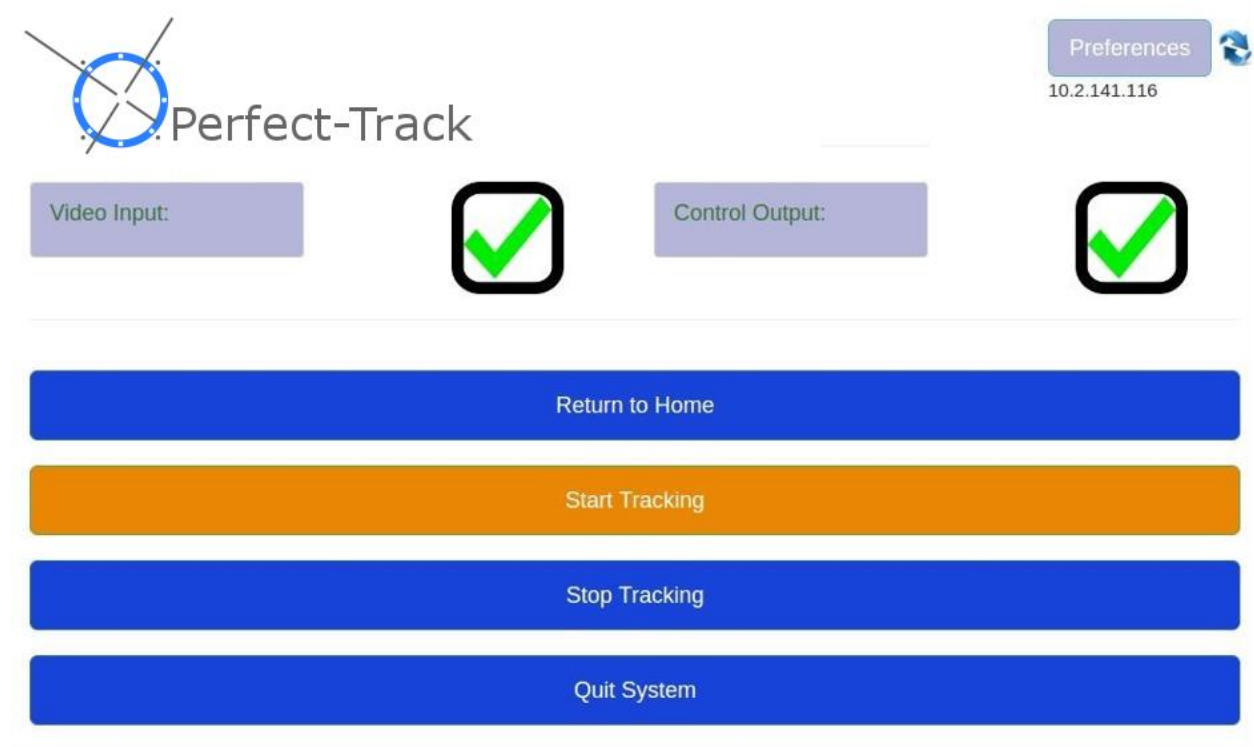 Preferences
10.2.141.116
Perfect-Track
Video Input:
Control Output:
Return to Home
Start Tracking
Stop Tracking
Quit System